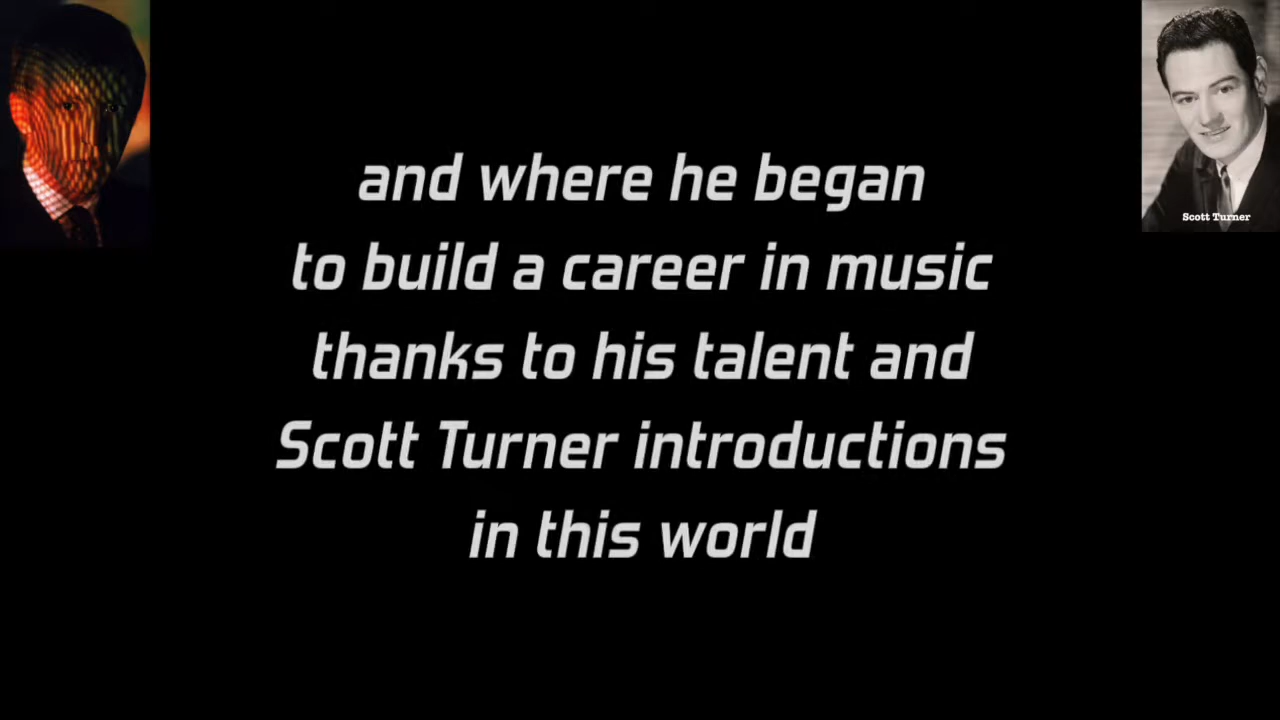 and where he began
to build a career in music
thanks to his talent and
Scott Turner introductions
in this world
Scott Turner